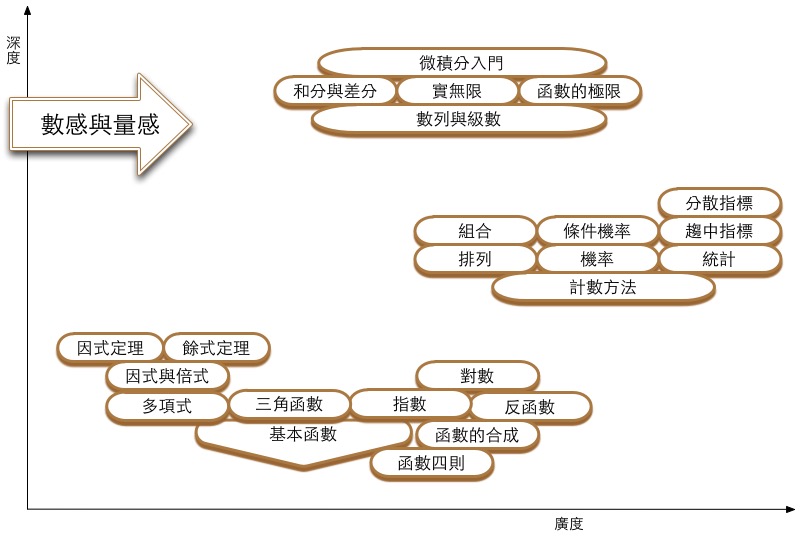 深度
微積分入門
和分與差分
實無限
函數的極限
數感與量感
數列與級數
分散指標
組合
條件機率
趨中指標
排列
機率
統計
計數方法
因式定理
餘式定理
因式與倍式
對數
多項式
三角函數
指數
反函數
基本函數
函數的合成
函數四則
廣度